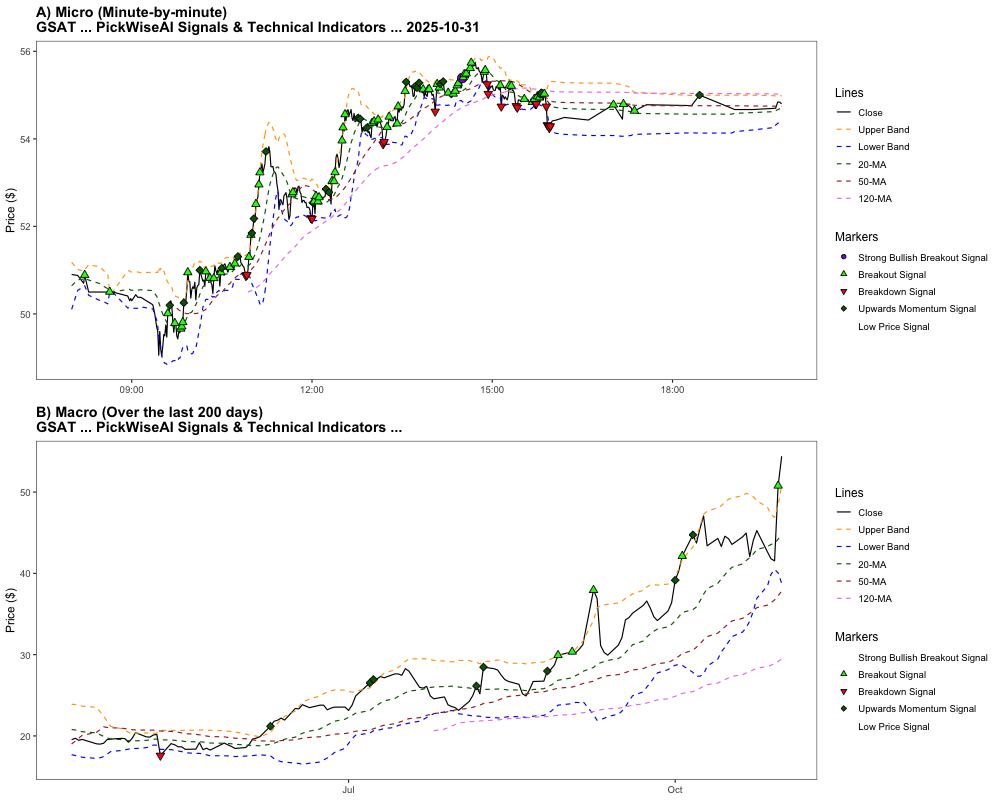 A) Micro (Minute-by-minute)
GSAT ... PickWiseAI Signals & Technical Indicators ... 2025-10-31
56
54
52
50
Price ($)
09:00
12:00
15:00
18:00
Lines
Close
Upper Band
Lower Band
20-MA
50-MA
120-MA
Markers
Strong Bullish Breakout Signal
Breakout Signal
Breakdown Signal
Upwards Momentum Signal
Low Price Signal
B) Macro (Over the last 200 days)
GSAT ... PickWiseAI Signals & Technical Indicators ...
50
40
30
20
Price ($)
Jul
Oct
Lines
Close
Upper Band
Lower Band
20-MA
50-MA
120-MA
Markers
Strong Bullish Breakout Signal
Breakout Signal
Breakdown Signal
Upwards Momentum Signal
Low Price Signal